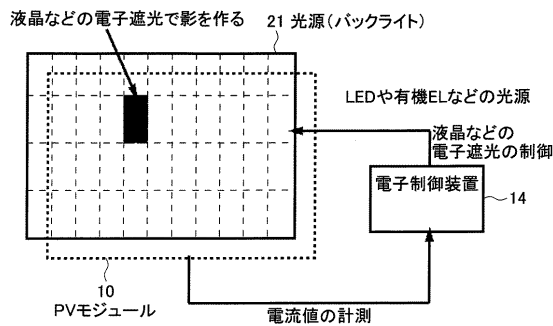 液晶などの電子遮光で影を作る
21 光源(バックライト)
LEDや有機ELなどの光源
液晶などの
電子遮光の制御
電子制御装置
14
10
PVモジュール
電流値の計測